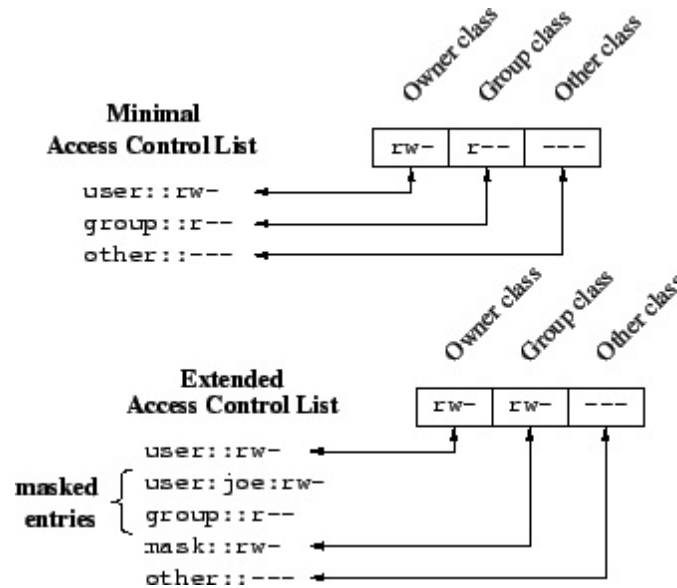 Owner class
Group class
Other class
Minimal
Access Control List
rw- r-- ---
user::rw-
group::r--
other::---
Owner class
Group class
Other class
Extended
Access Control List
rw- rw- ---
user::rw-
masked
entries
user:joe:rw-
group::r--
mask::rw-
other::---